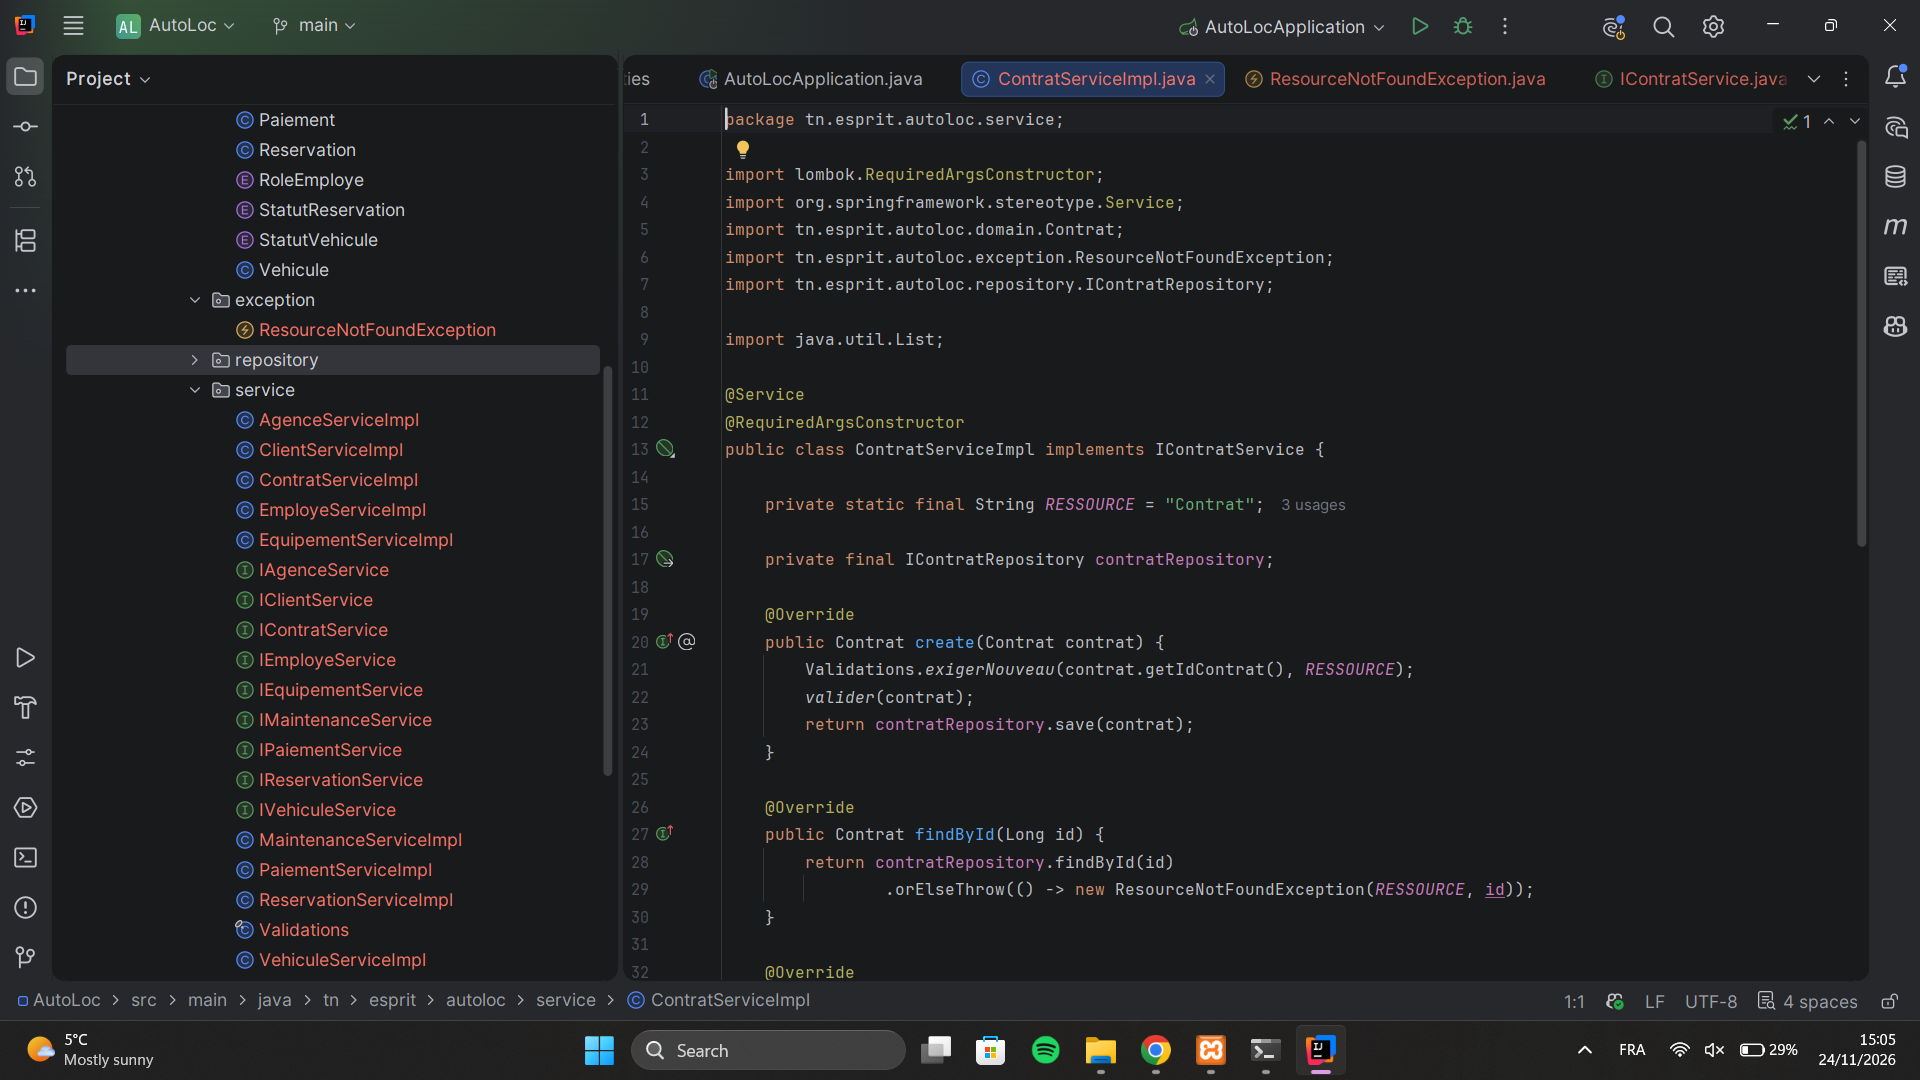 AL AutoLoc main AutoLocApplication
Project
Paiement
Reservation
RoleEmploye
StatutReservation
StatutVehicule
Vehicule
exception
ResourceNotFoundException
repository
service
AgenceServiceImpl
ClientServiceImpl
ContratServiceImpl
EmployeServiceImpl
EquipementServiceImpl
IAgenceService
IClientService
IContratService
IEmployeService
IEquipementService
IMaintenanceService
IPaiementService
IReservationService
IVehiculeService
MaintenanceServiceImpl
PaiementServiceImpl
ReservationServiceImpl
Validations
VehiculeServiceImpl
ties AutoLocApplication.java ContratServiceImpl.java ResourceNotFoundException.java IContratService.java
1 package tn.esprit.autoloc.service; 1
2
3 import lombok.RequiredArgsConstructor;
4 import org.springframework.stereotype.Service;
5 import tn.esprit.autoloc.domain.Contrat;
6 import tn.esprit.autoloc.exception.ResourceNotFoundException;
7 import tn.esprit.autoloc.repository.IContratRepository;
8
9 import java.util.List;
10
11 @Service
12 @RequiredArgsConstructor
13 public class ContratServiceImpl implements IContratService {
14
15 private static final String RESSOURCE = "Contrat"; 3 usages
16
17 private final IContratRepository contratRepository;
18
19 @Override
20 public Contrat create(Contrat contrat) {
21 Validations.exigerNouveau(contrat.getIdContrat(), RESSOURCE);
22 valider(contrat);
23 return contratRepository.save(contrat);
24 }
25
26 @Override
27 public Contrat findById(Long id) {
28 return contratRepository.findById(id)
29 .orElseThrow(() -> new ResourceNotFoundException(RESSOURCE, id));
30 }
31
32 @Override
AutoLoc > src > main > java > tn > esprit > autoloc > service > ContratServiceImpl 1:1 LF UTF-8 4 spaces
5°C
Mostly sunny
Search
FRA 29%
15:05
24/11/2026